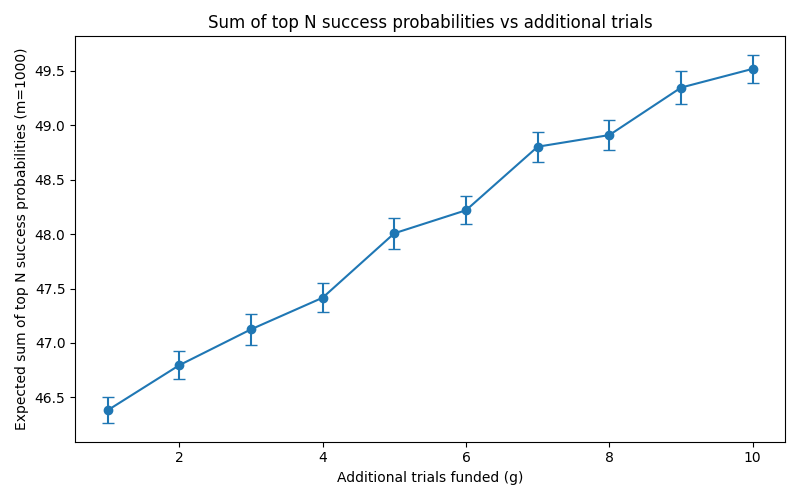 Sum of top N success probabilities vs additional trials
Expected sum of top N success probabilities (m=1000)
49.5
49.0
48.5
48.0
47.5
47.0
46.5
2 4 6 8 10
Additional trials funded (g)